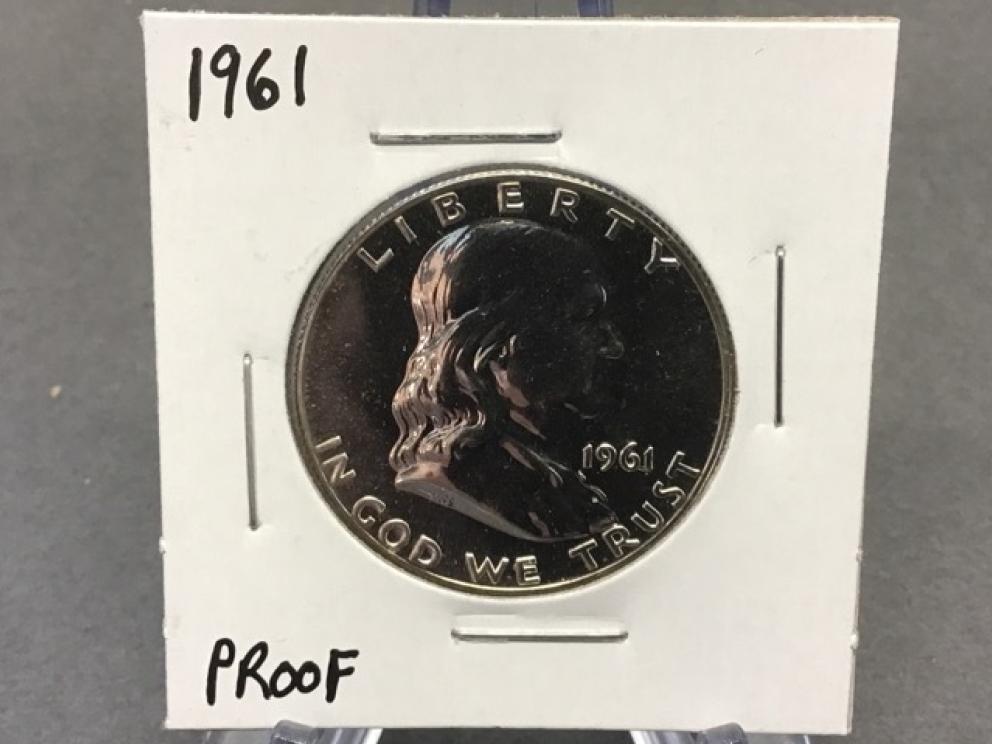 1961
LIBERTY
1961
IN GOD WE TRUST
PROOF